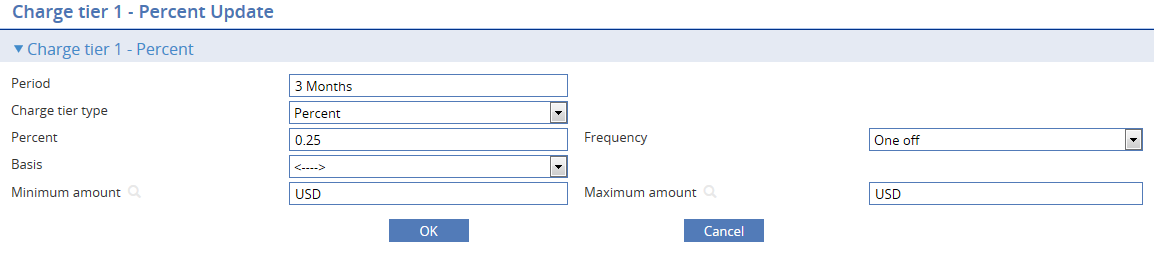 Charge tier 1 - Percent Update
Charge tier 1 - Percent
Period 3 Months
Charge tier type Percent
Percent 0.25 Frequency One off
Basis <---->
Minimum amount USD Maximum amount USD
OK Cancel